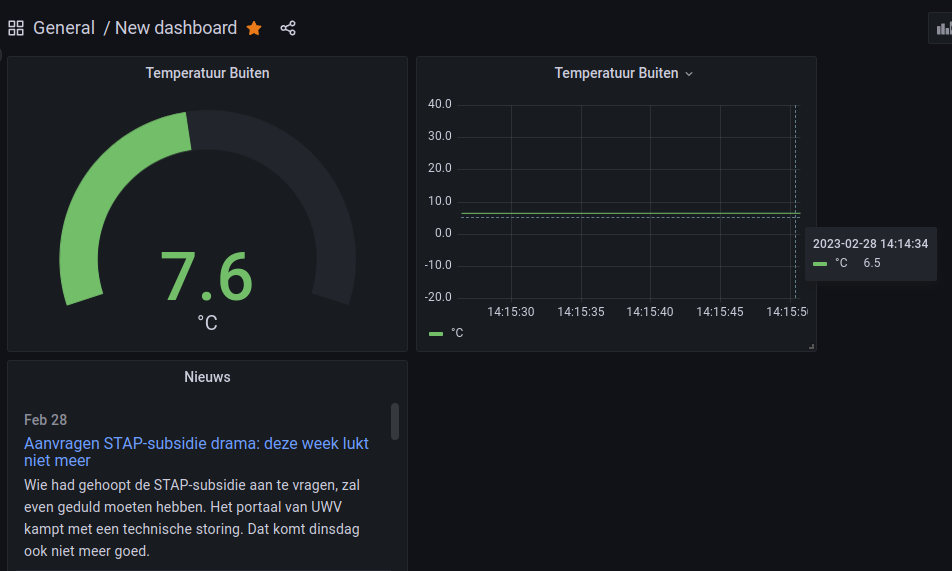 General / New dashboard
Temperatuur Buiten
7.6
°C
Temperatuur Buiten
40.0
30.0
20.0
10.0
0.0
-10.0
-20.0
14:15:30 14:15:35 14:15:40 14:15:45 14:15:50
°C
2023-02-28 14:14:34
°C 6.5
Nieuws
Feb 28
Aanvragen STAP-subsidie drama: deze week lukt
niet meer
Wie had gehoopt de STAP-subsidie aan te vragen, zal
even geduld moeten hebben. Het portaal van UWV
kampt met een technische storing. Dat komt dinsdag
ook niet meer goed.